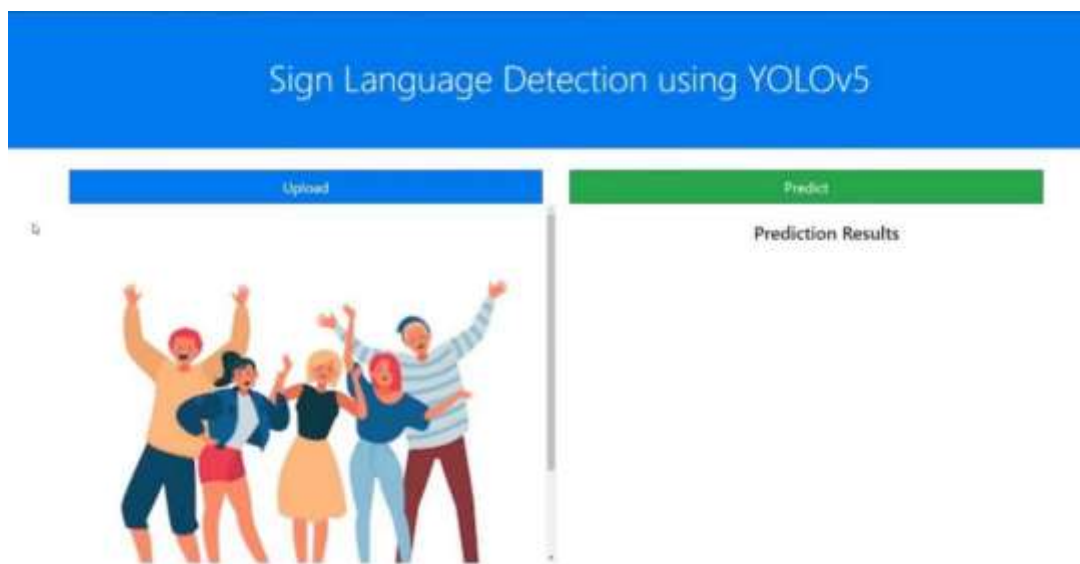 Sign Language Detection using YOLOv5
Upload
Predict
Prediction Results